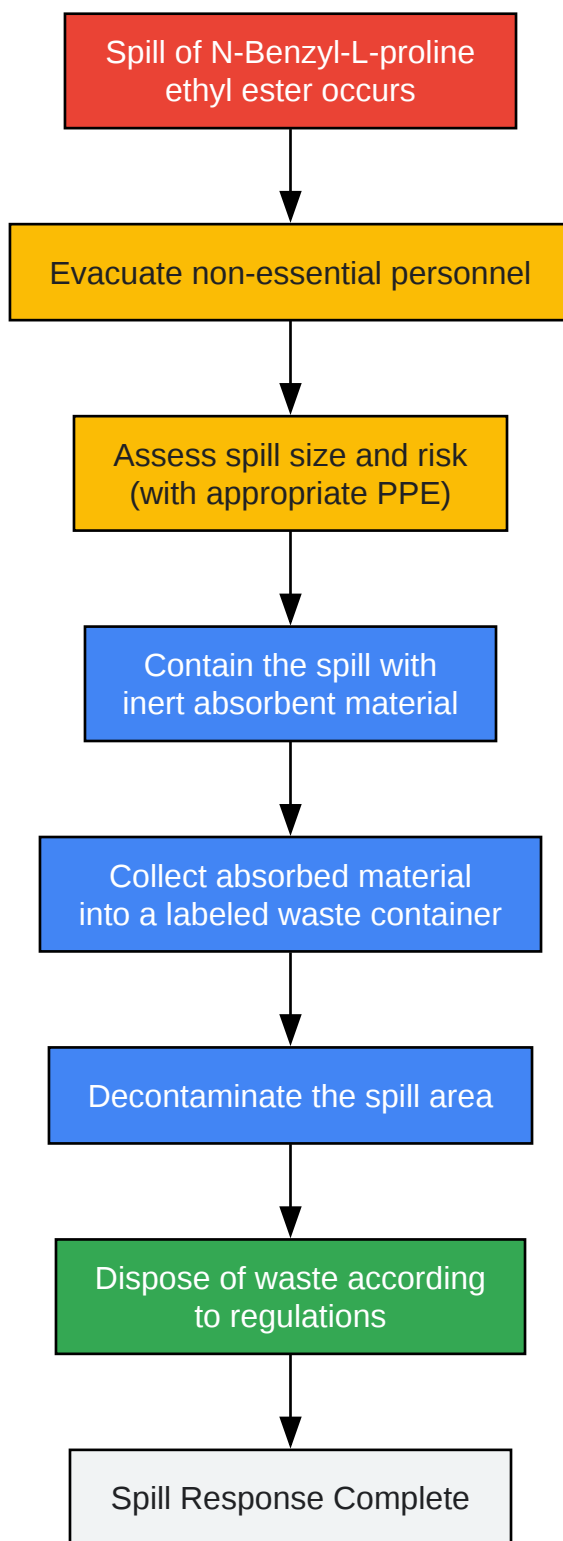 Spill of N-Benzyl-L-proline
ethyl ester occurs
Evacuate non-essential personnel
Assess spill size and risk
(with appropriate PPE)
Contain the spill with
inert absorbent material
Collect absorbed material
into a labeled waste container
Decontaminate the spill area
Dispose of waste according
to regulations
Spill Response Complete